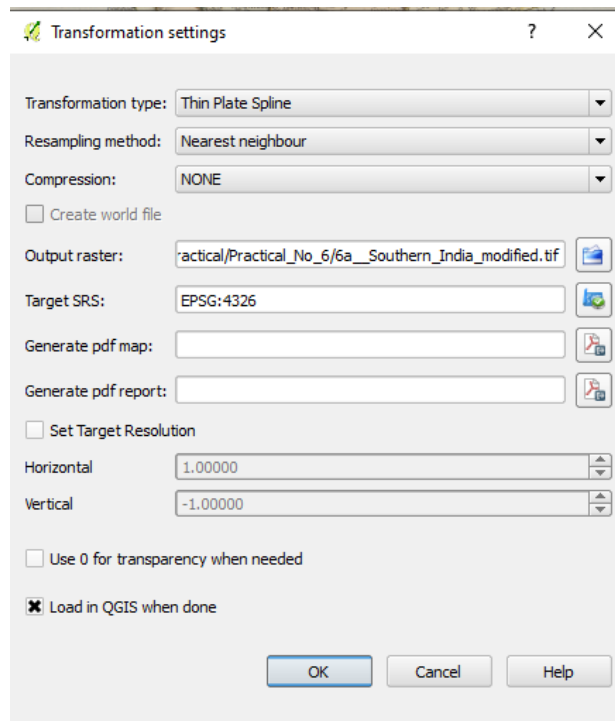 Transformation settings ?
Transformation type: Thin Plate Spline
Resampling method: Nearest neighbour
Compression: NONE
Create world file
Output raster: ractical/Practical_No_6/6a__Southern_India_modified.tif
Target SRS: EPSG:4326
Generate pdf map:
Generate pdf report:
Set Target Resolution
Horizontal 1.00000
Vertical -1.00000
Use 0 for transparency when needed
Load in QGIS when done
OK Cancel Help